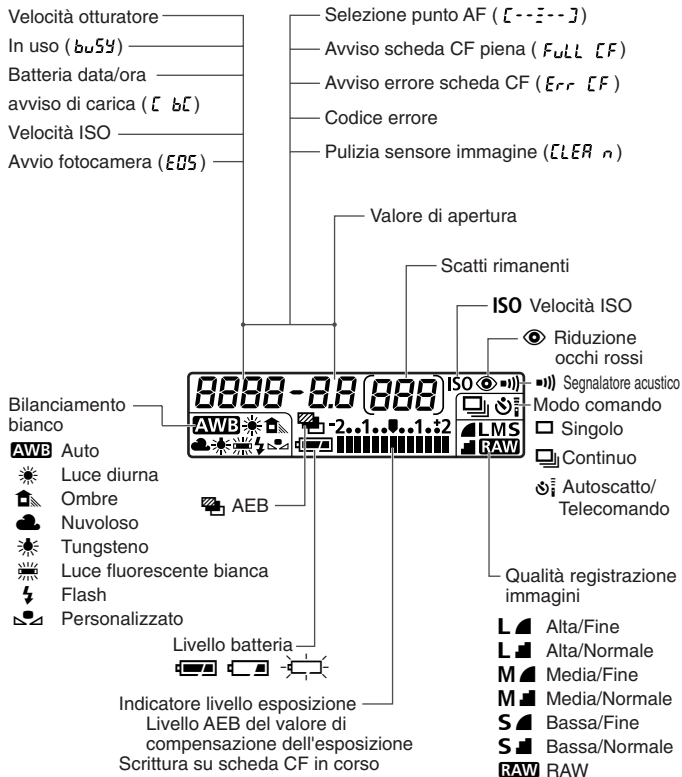 Velocità otturatore
In uso (buSY)
Batteria data/ora
avviso di carica ([ bC)
Velocità ISO
Avvio fotocamera (EOS)
Selezione punto AF ([--Ξ--])
Avviso scheda CF piena (FuLL CF)
Avviso errore scheda CF (Err CF)
Codice errore
Pulizia sensore immagine (CLEA n)
Valore di apertura
Scatti rimanenti
ISO Velocità ISO
Riduzione
occhi rossi
8888-8.8 [888] ISO
Segnalatore acustico
AWB -2..1..0..1.±2 LMS
RAW
Bilanciamento
bianco
AWB Auto
Luce diurna
Ombre
Nuvoloso
Tungsteno
Luce fluorescente bianca
Flash
Personalizzato
AEB
Modo comando
Singolo
Continuo
Autoscatto/
Telecomando
Livello batteria
Indicatore livello esposizione
Livello AEB del valore di
compensazione dell'esposizione
Scrittura su scheda CF in corso
Qualità registrazione
immagini
L Alta/Fine
L Alta/Normale
M Media/Fine
M Media/Normale
S Bassa/Fine
S Bassa/Normale
RAW RAW